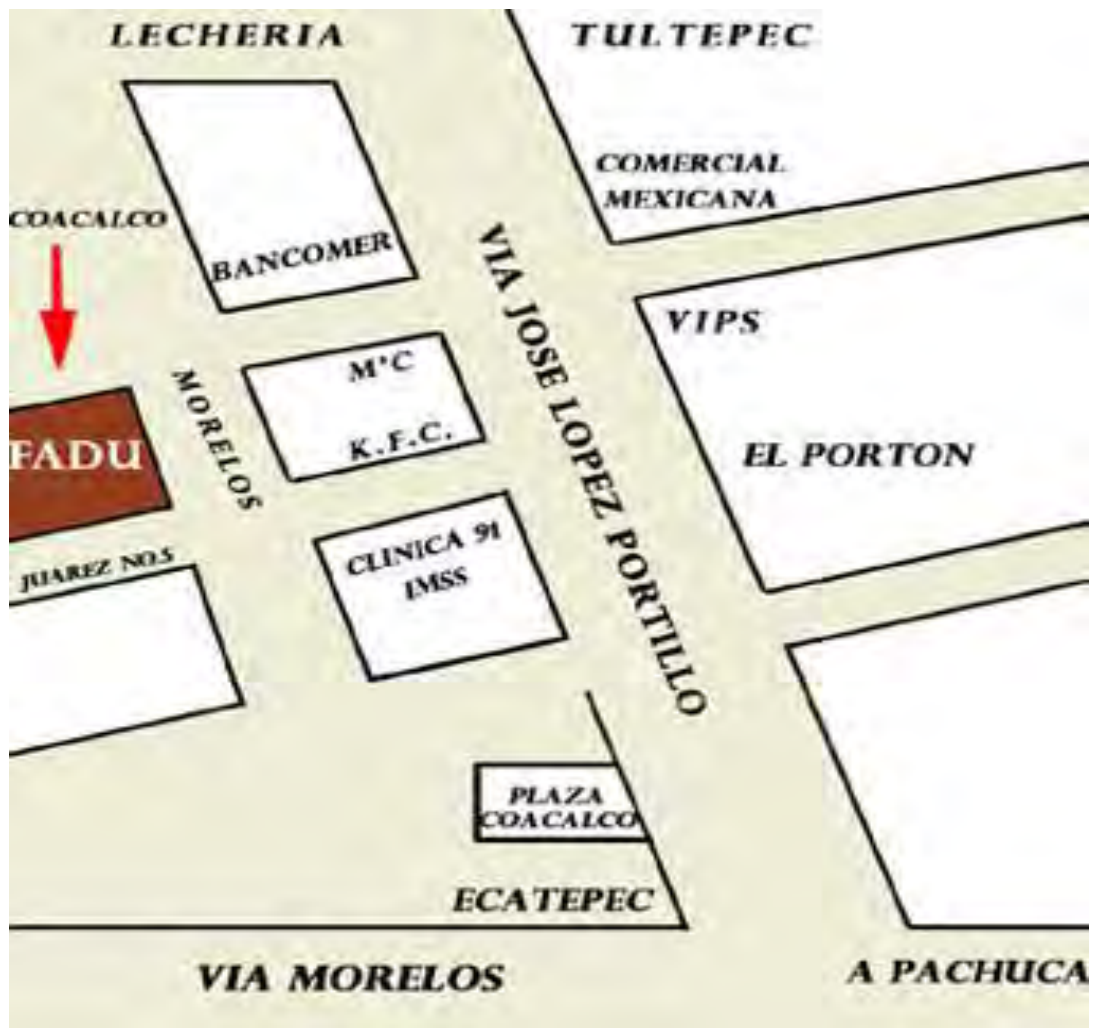 LECHERIA
TULTEPEC
COMERCIAL
MEXICANA
COACALCO
BANCOMER
VIA JOSE LOPEZ PORTILLO
VIPS
M*C
MORELOS
K.F.C.
FADU
EL PORTON
CLINICA 91
IMSS
JUAREZ NO.5
PLAZA
COACALCO
ECATEPEC
VIA MORELOS
A PACHUCA